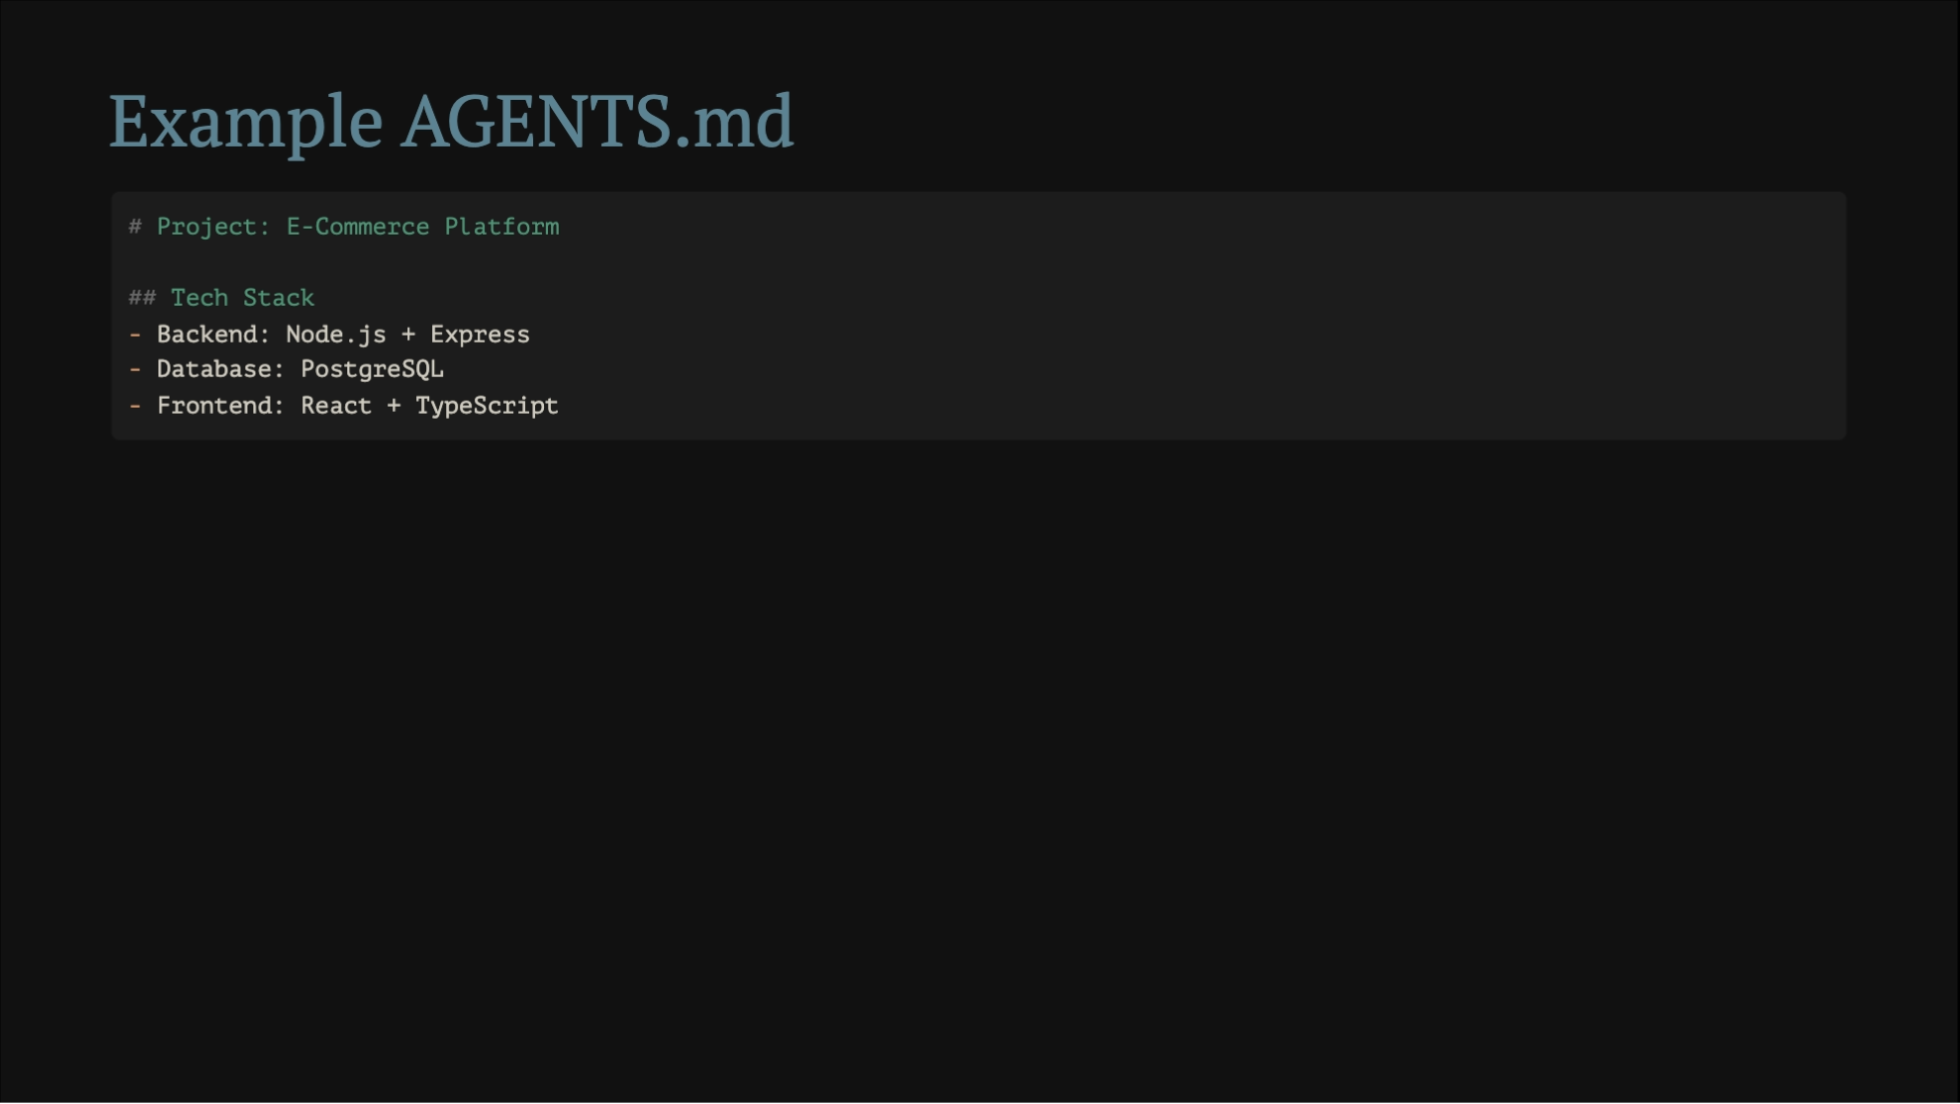 Example AGENTS.md
# Project: E-Commerce Platform
## Tech Stack
- Backend: Node.js + Express
- Database: PostgreSQL
- Frontend: React + TypeScript